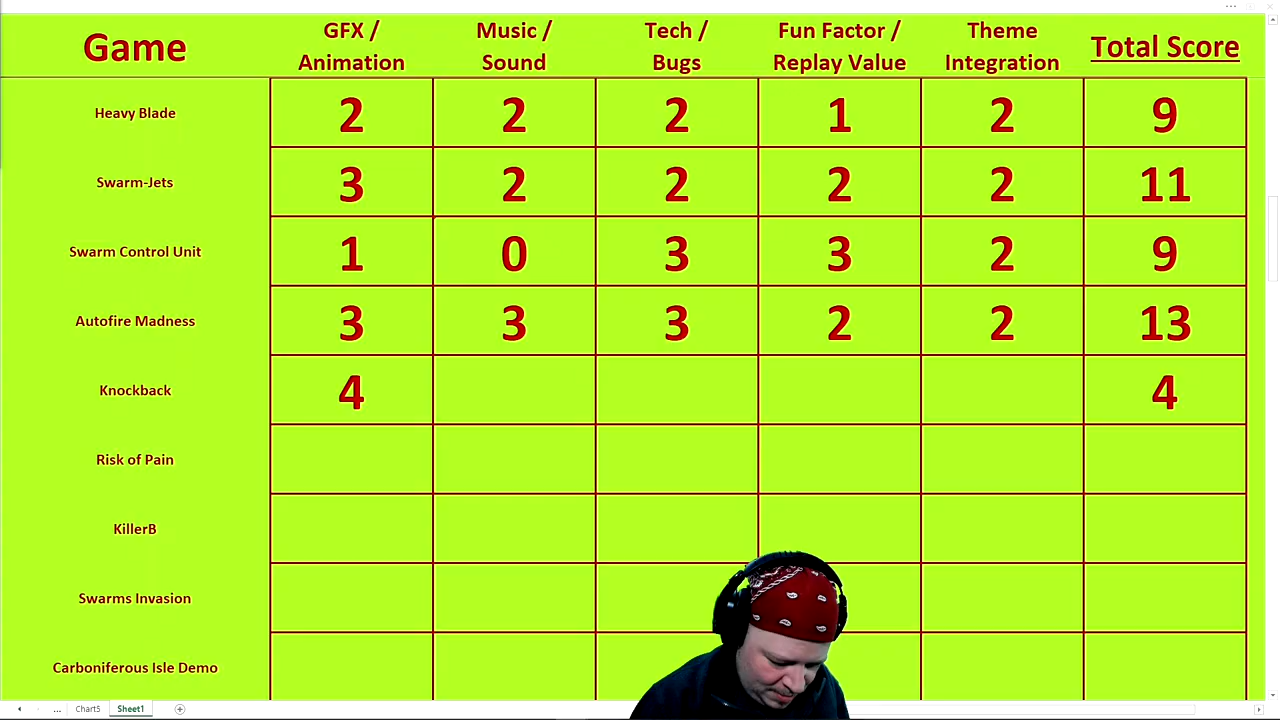 Game
GFX /
Animation
Music /
Sound
Tech /
Bugs
Fun Factor /
Replay Value
Theme
Integration
Total Score
Heavy Blade 2 2 2 1 2 9
Swarm-Jets 3 2 2 2 2 11
Swarm Control Unit 1 0 3 3 2 9
Autofire Madness 3 3 3 2 2 13
Knockback 4 4
Risk of Pain
KillerB
Swarms Invasion
Carboniferous Isle Demo
... Chart5 Sheet1